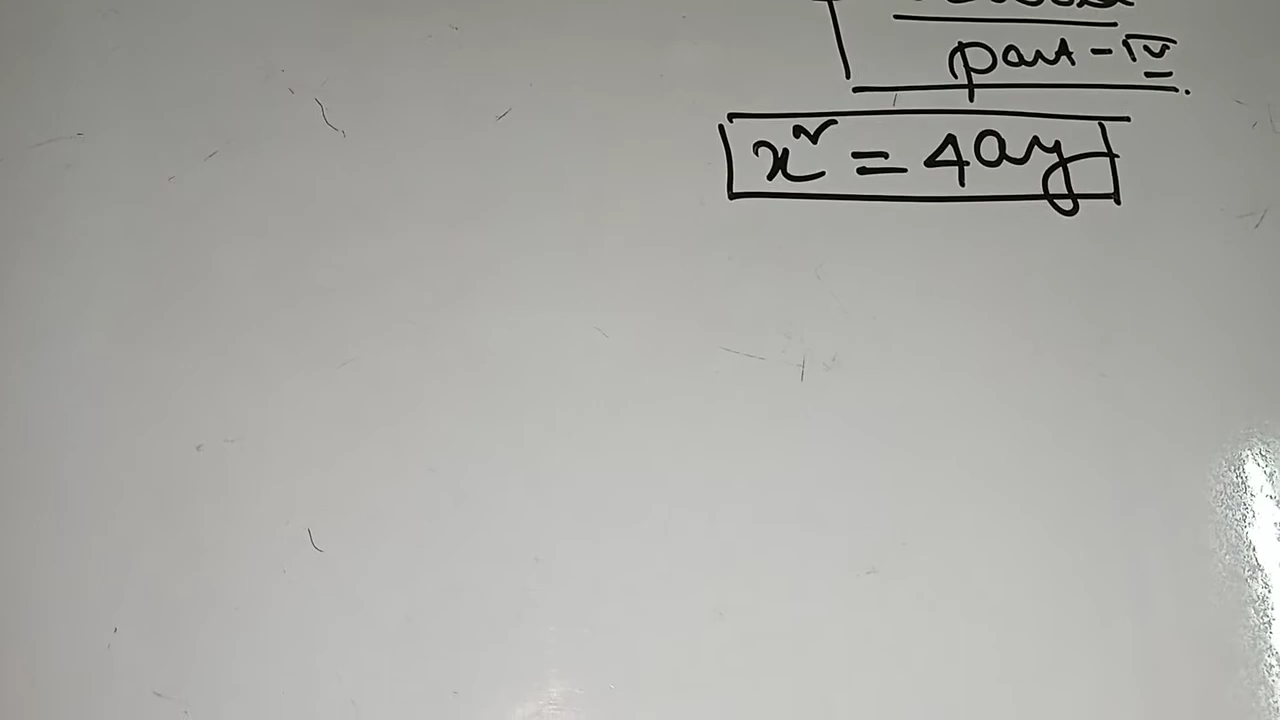 part - IV
x² = 4ay